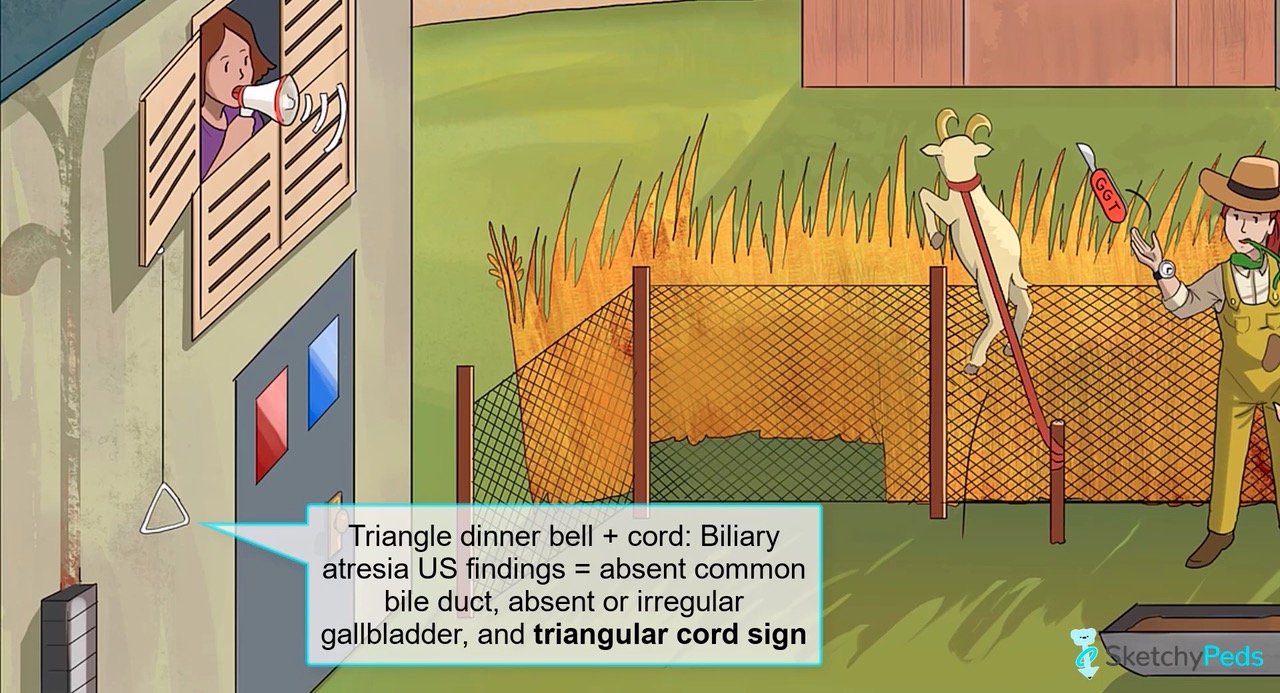 GGT
Triangle dinner bell + cord: Biliary
atresia US findings = absent common
bile duct, absent or irregular
gallbladder, and triangular cord sign
SketchyPeds